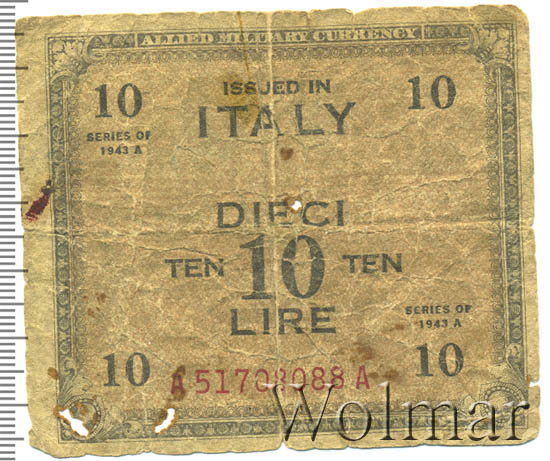 ALLIED MILITARY CURRENCY
10 ISSUED IN 10
ITALY
SERIES OF
1943 A
DIECI
TEN 10 TEN
LIRE
SERIES OF
1943 A
10 10
A 51708088 A
Wolmar